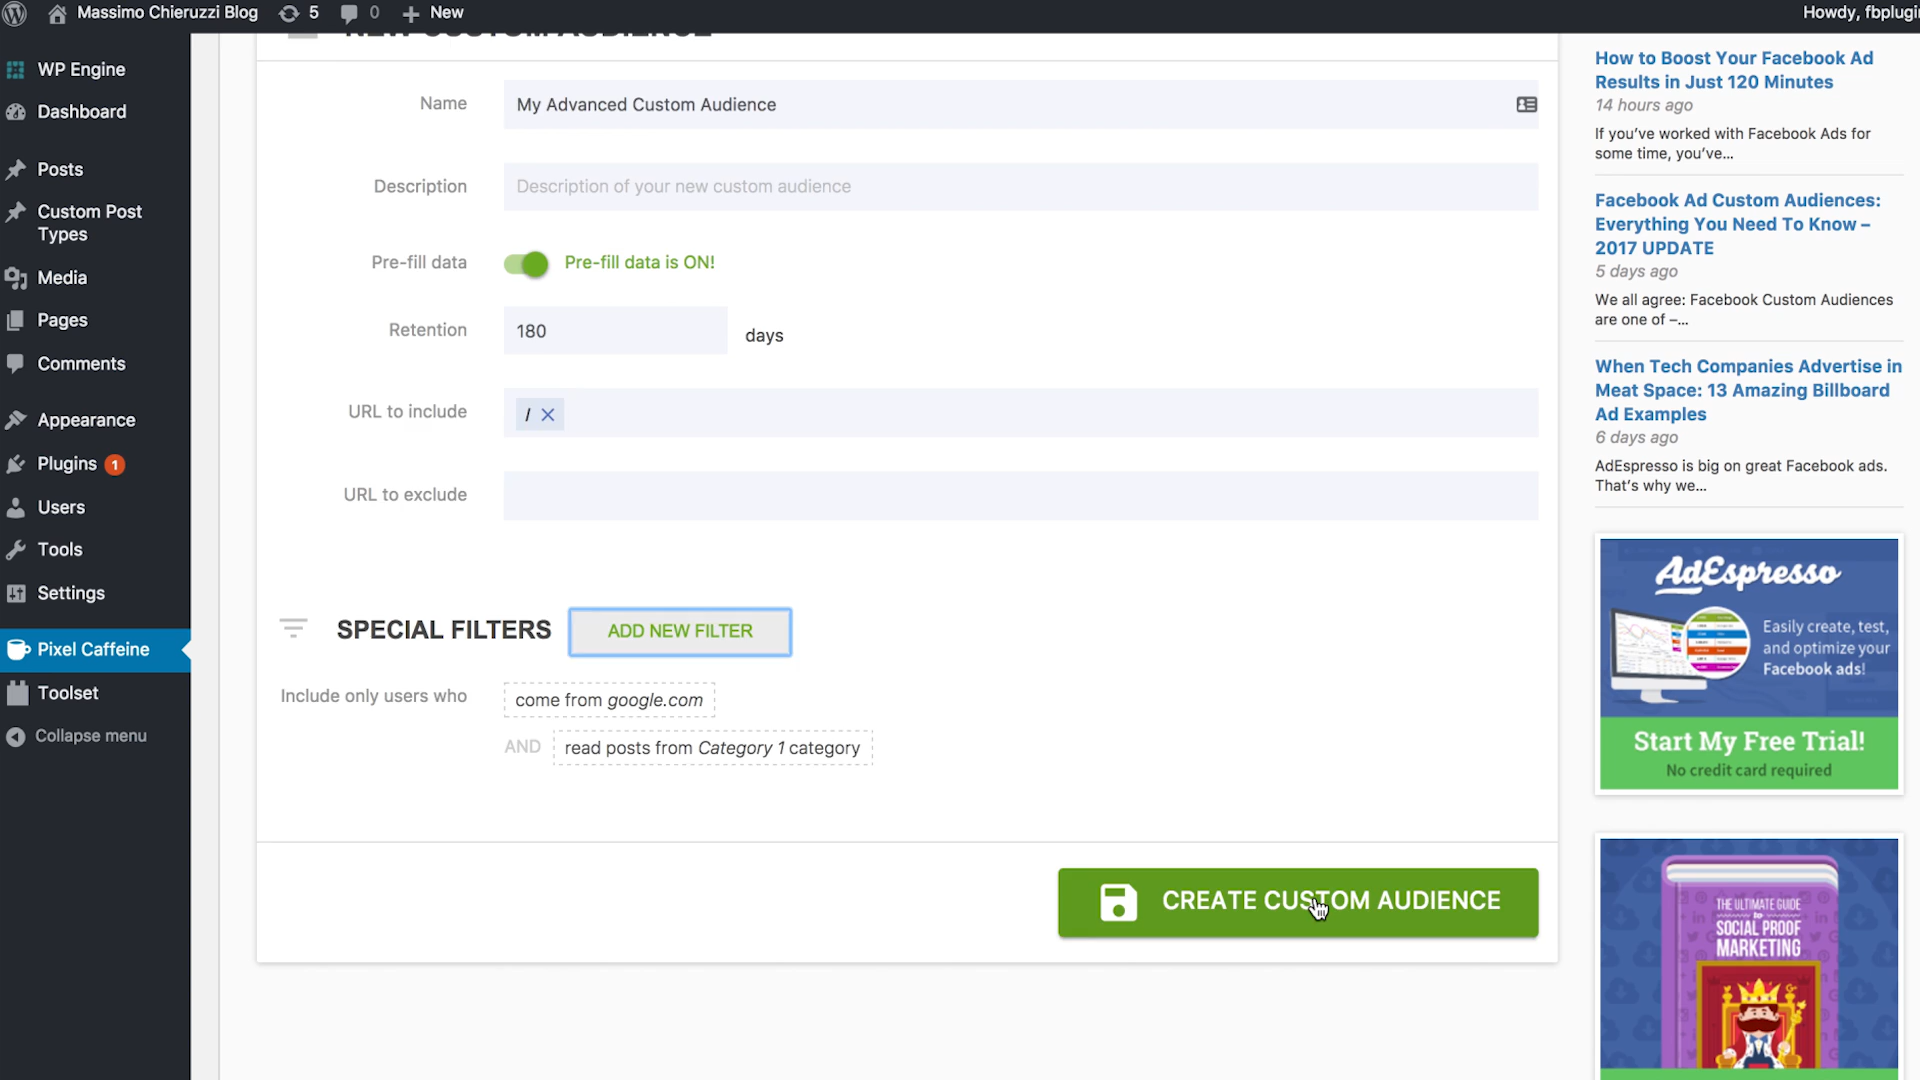 Massimo Chieruzzi Blog 5 0 New Howdy, fbplugin
WP Engine
Dashboard
Posts
Custom Post
Types
Media
Pages
Comments
Appearance
Plugins 1
Users
Tools
Settings
Pixel Caffeine
Toolset
Collapse menu
NEW CUSTOM AUDIENCE
Name My Advanced Custom Audience
Description Description of your new custom audience
Pre-fill data Pre-fill data is ON!
Retention 180 days
URL to include / ×
URL to exclude
SPECIAL FILTERS ADD NEW FILTER
Include only users who come from google.com
AND read posts from Category 1 category
CREATE CUSTOM AUDIENCE
How to Boost Your Facebook Ad
Results in Just 120 Minutes
14 hours ago
If you've worked with Facebook Ads for
some time, you've...
Facebook Ad Custom Audiences:
Everything You Need To Know –
2017 UPDATE
5 days ago
We all agree: Facebook Custom Audiences
are one of –...
When Tech Companies Advertise in
Meat Space: 13 Amazing Billboard
Ad Examples
6 days ago
AdEspresso is big on great Facebook ads.
That's why we...
AdEspresso
Easily create, test,
and optimize your
Facebook ads!
Start My Free Trial!
No credit card required
THE ULTIMATE GUIDE
to
SOCIAL PROOF
MARKETING